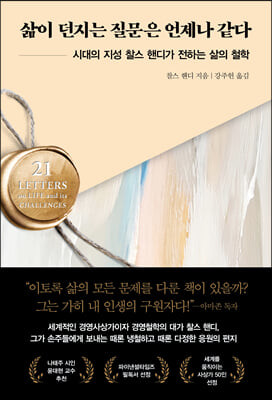 삶이 던지는 질문은 언제나 같다
시대의 지성 찰스 핸디가 전하는 삶의 철학
찰스 핸디 지음 | 강주헌 옮김
21
LETTERS
on LIFE and its
CHALLENGES
“이토록 삶의 모든 문제를 다룬 책이 있을까?
그는 가히 내 인생의 구원자다!”―아마존 독자
세계적인 경영사상가이자 경영철학의 대가 찰스 핸디,
그가 손주들에게 보내는 때론 냉철하고 때론 다정한 응원의 편지
나태주 시인
윤대현 교수
추천
파이낸셜타임즈
필독서 선정
세계를
움직이는
사상가 50인
선정